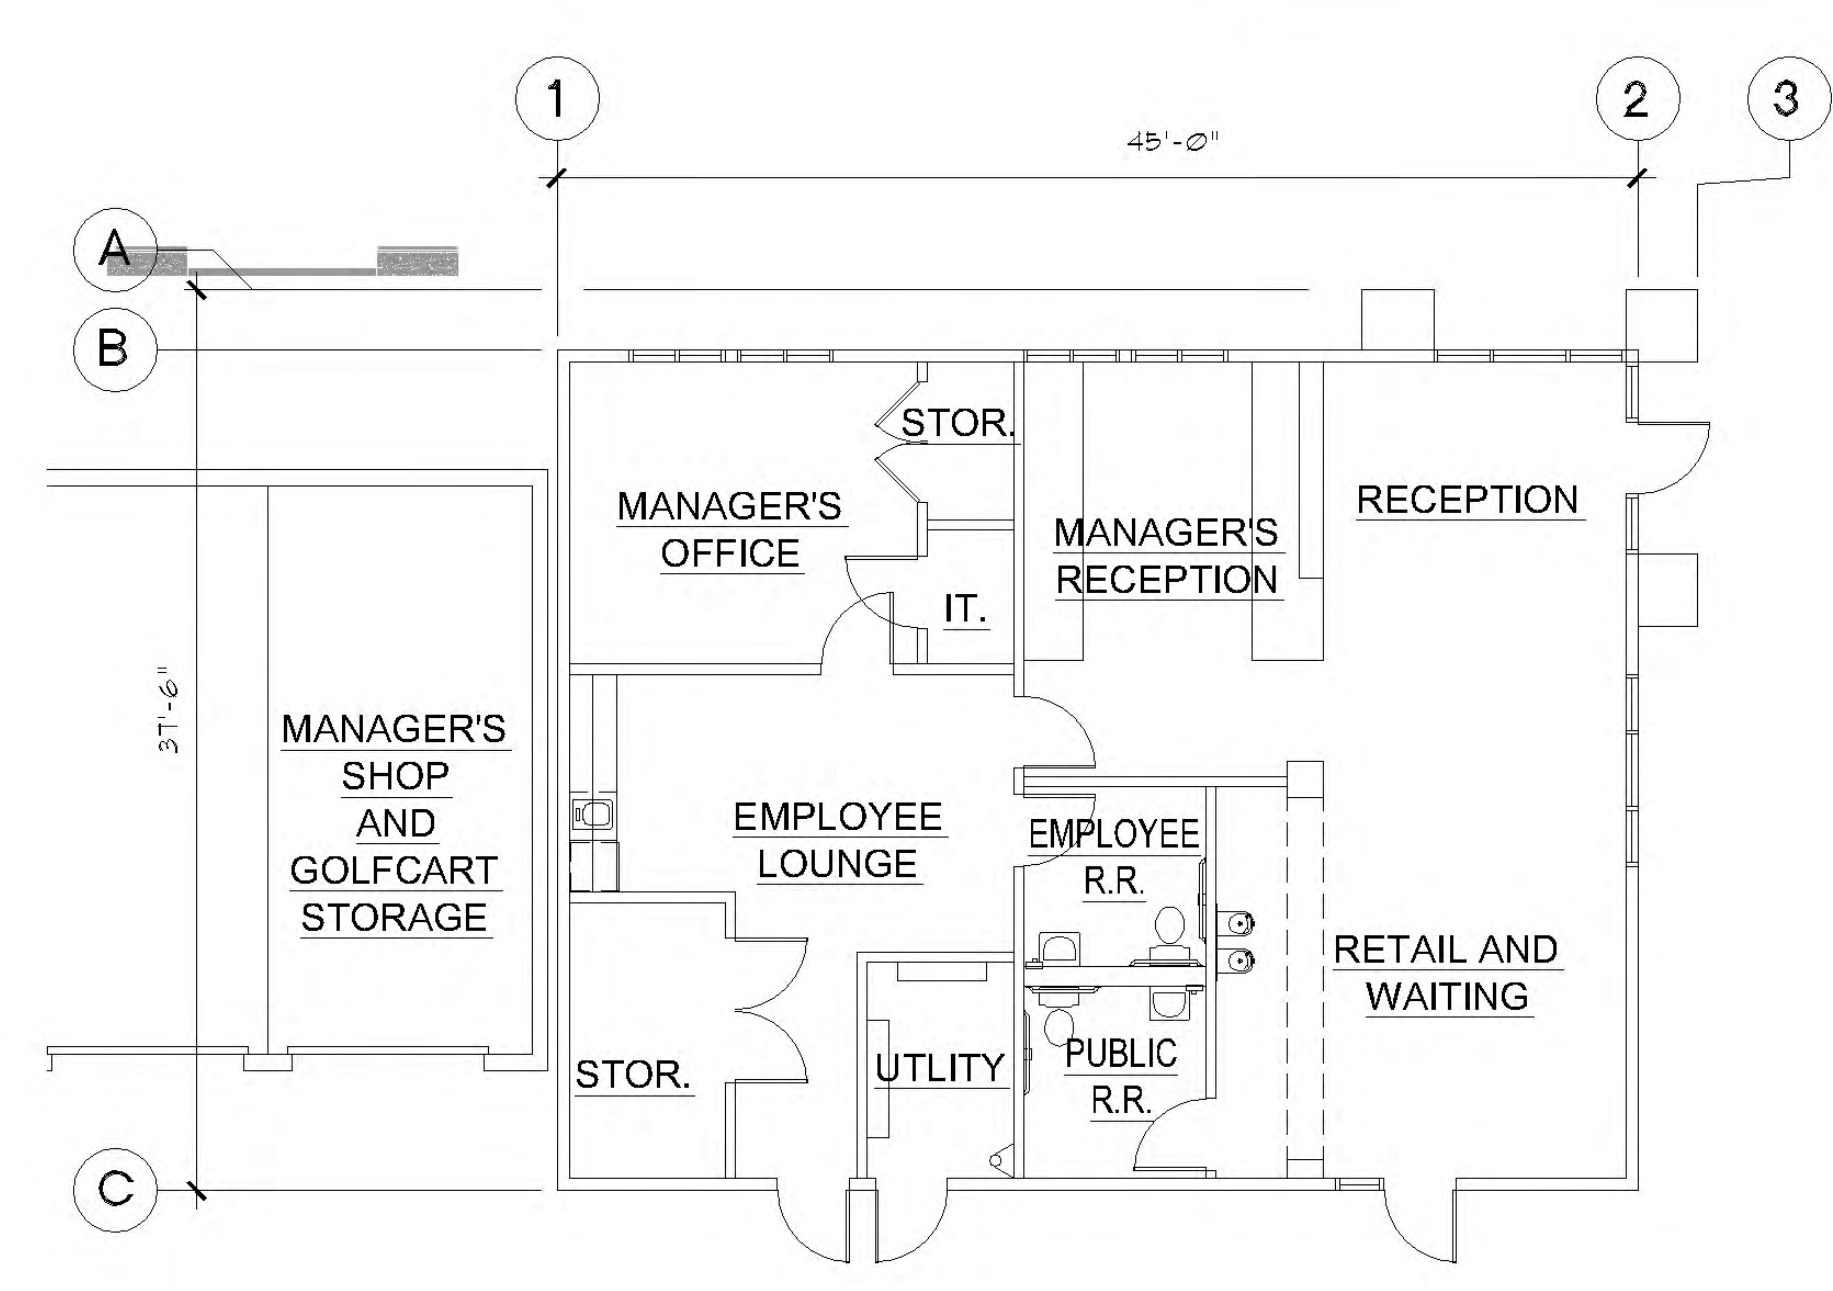 1
2
3
45'-0"
A
B
C
37'-6"
STOR.
MANAGER'S
OFFICE
IT.
MANAGER'S
RECEPTION
RECEPTION
MANAGER'S
SHOP
AND
GOLFCART
STORAGE
EMPLOYEE
LOUNGE
EMPLOYEE
R.R.
RETAIL AND
WAITING
STOR.
UTLITY
PUBLIC
R.R.